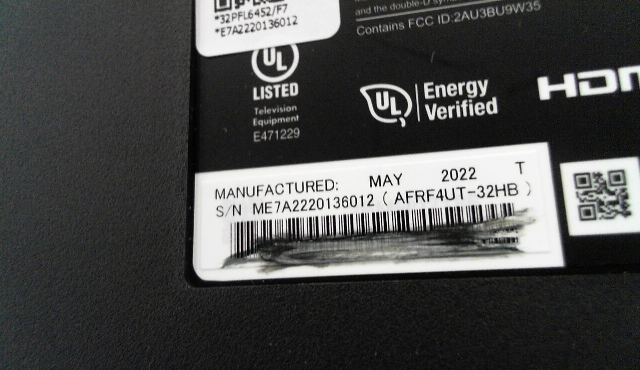 *32PFL6452/F7
*E7A2220136012
and the double-D sym
Contains FCC ID:2AU3BU9W35
UL
LISTED
Television
Equipment
E471229
UL
Energy
Verified
HDM
MANUFACTURED: MAY 2022 T
S/N ME7A2220136012 ( AFRF4UT-32HB )